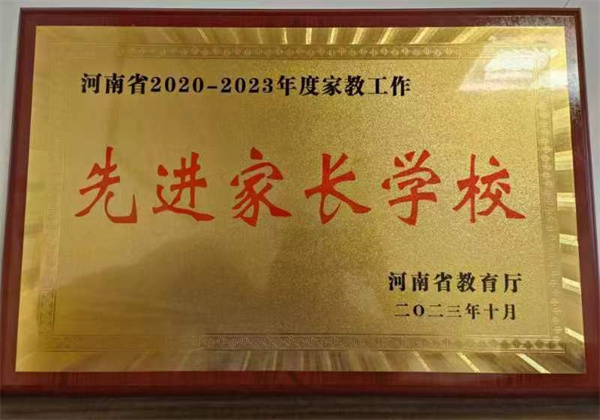 河南省2020-2023年度家教工作
先进家长学校
河南省教育厅
二〇二三年十月